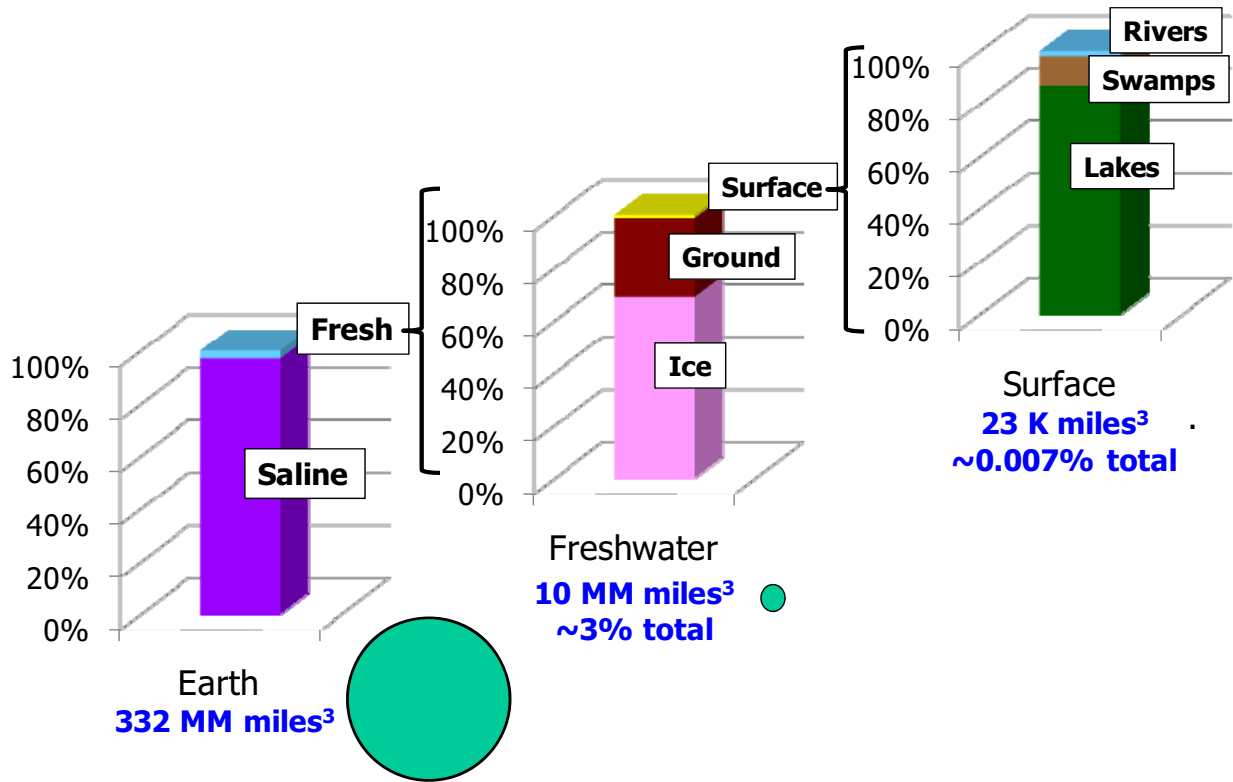 100%
80%
60%
40%
20%
0%
Fresh
Saline
Earth
332 MM miles³
100%
80%
60%
40%
20%
0%
Surface
Ground
Ice
Freshwater
10 MM miles³
~3% total
100%
80%
60%
40%
20%
0%
Rivers
Swamps
Lakes
Surface
23 K miles³
~0.007% total